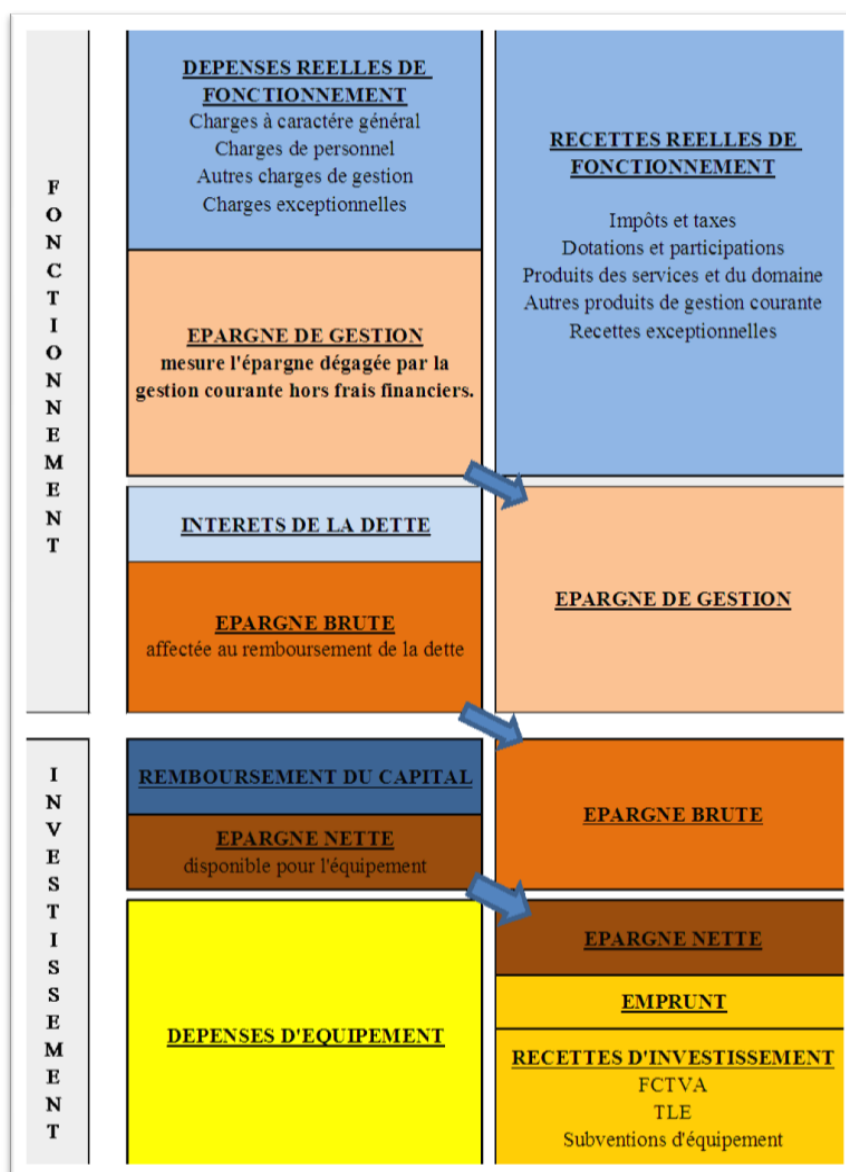 FONCTIONNEMENT
DEPENSES REELLES DE
FONCTIONNEMENT
Charges à caractére général
Charges de personnel
Autres charges de gestion
Charges exceptionnelles
RECETTES REELLES DE
FONCTIONNEMENT
Impôts et taxes
Dotations et participations
Produits des services et du domaine
Autres produits de gestion courante
Recettes exceptionnelles
EPARGNE DE GESTION
mesure l'épargne dégagée par la
gestion courante hors frais financiers.
INTERETS DE LA DETTE
EPARGNE BRUTE
affectée au remboursement de la dette
EPARGNE DE GESTION
INVESTISSEMENT
REMBOURSEMENT DU CAPITAL
EPARGNE NETTE
disponible pour l'équipement
EPARGNE BRUTE
DEPENSES D'EQUIPEMENT
EPARGNE NETTE
EMPRUNT
RECETTES D'INVESTISSEMENT
FCTVA
TLE
Subventions d'équipement